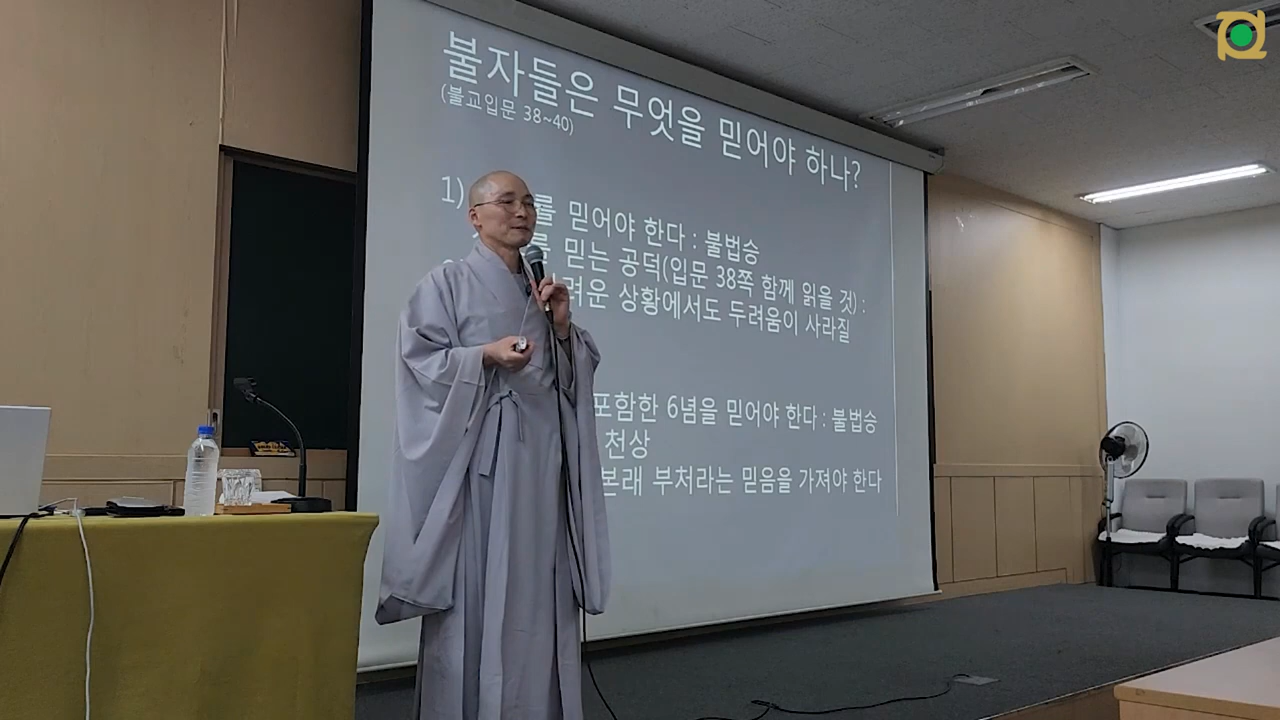 불자들은 무엇을 믿어야 하나?
(불교입문 38~40)
1) 를 믿어야 한다 : 불법승
를 믿는 공덕(입문 38쪽 함께 읽을 것) :
려운 상황에서도 두려움이 사라질
포함한 6념을 믿어야 한다 : 불법승
천상
본래 부처라는 믿음을 가져야 한다